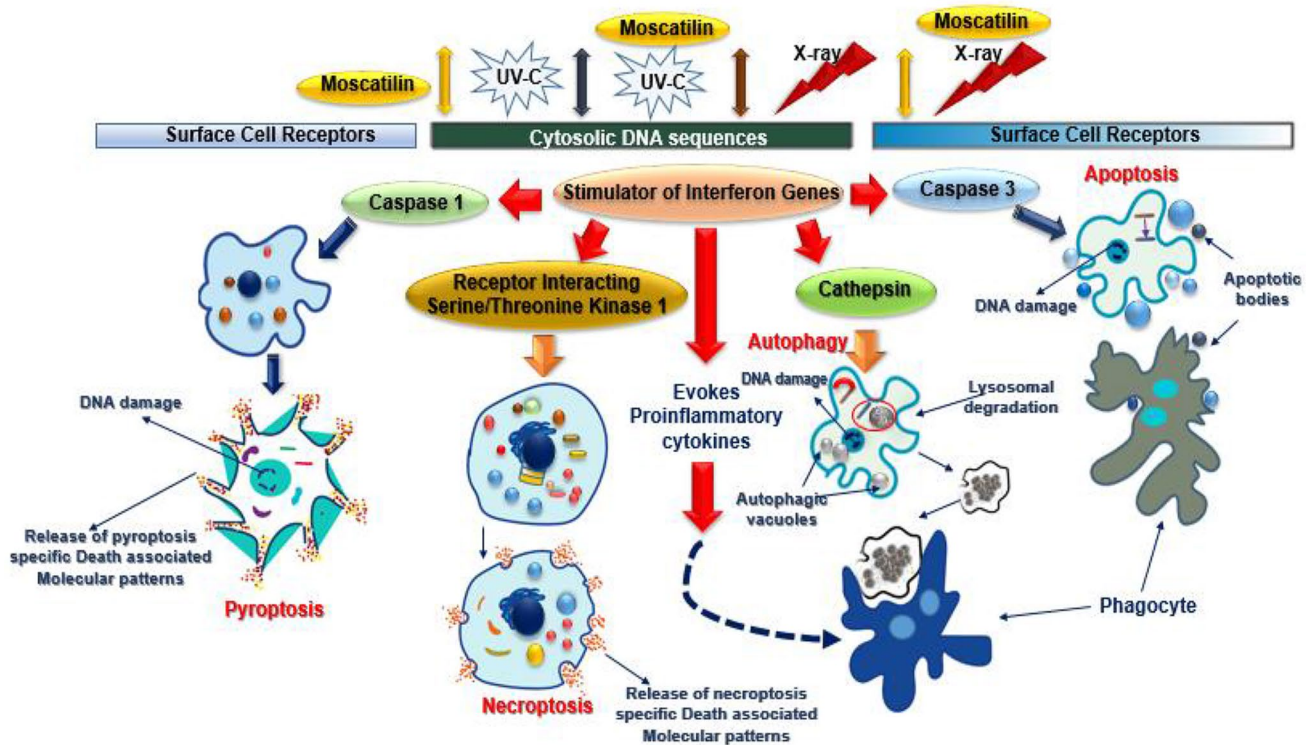 Moscatilin
Moscatilin
Moscatilin
UV-C
UV-C
X-ray
X-ray
Surface Cell Receptors
Cytosolic DNA sequences
Surface Cell Receptors
Caspase 1
Stimulator of Interferon Genes
Caspase 3
Apoptosis
Receptor Interacting
Serine/Threonine Kinase 1
Cathepsin
DNA damage
Apoptotic
bodies
Autophagy
DNA damage
Lysosomal
degradation
Evokes
Proinflammatory
cytokines
DNA damage
Autophagic
vacuoles
Release of pyroptosis
specific Death associated
Molecular patterns
Pyroptosis
Phagocyte
Necroptosis
Release of necroptosis
specific Death associated
Molecular patterns